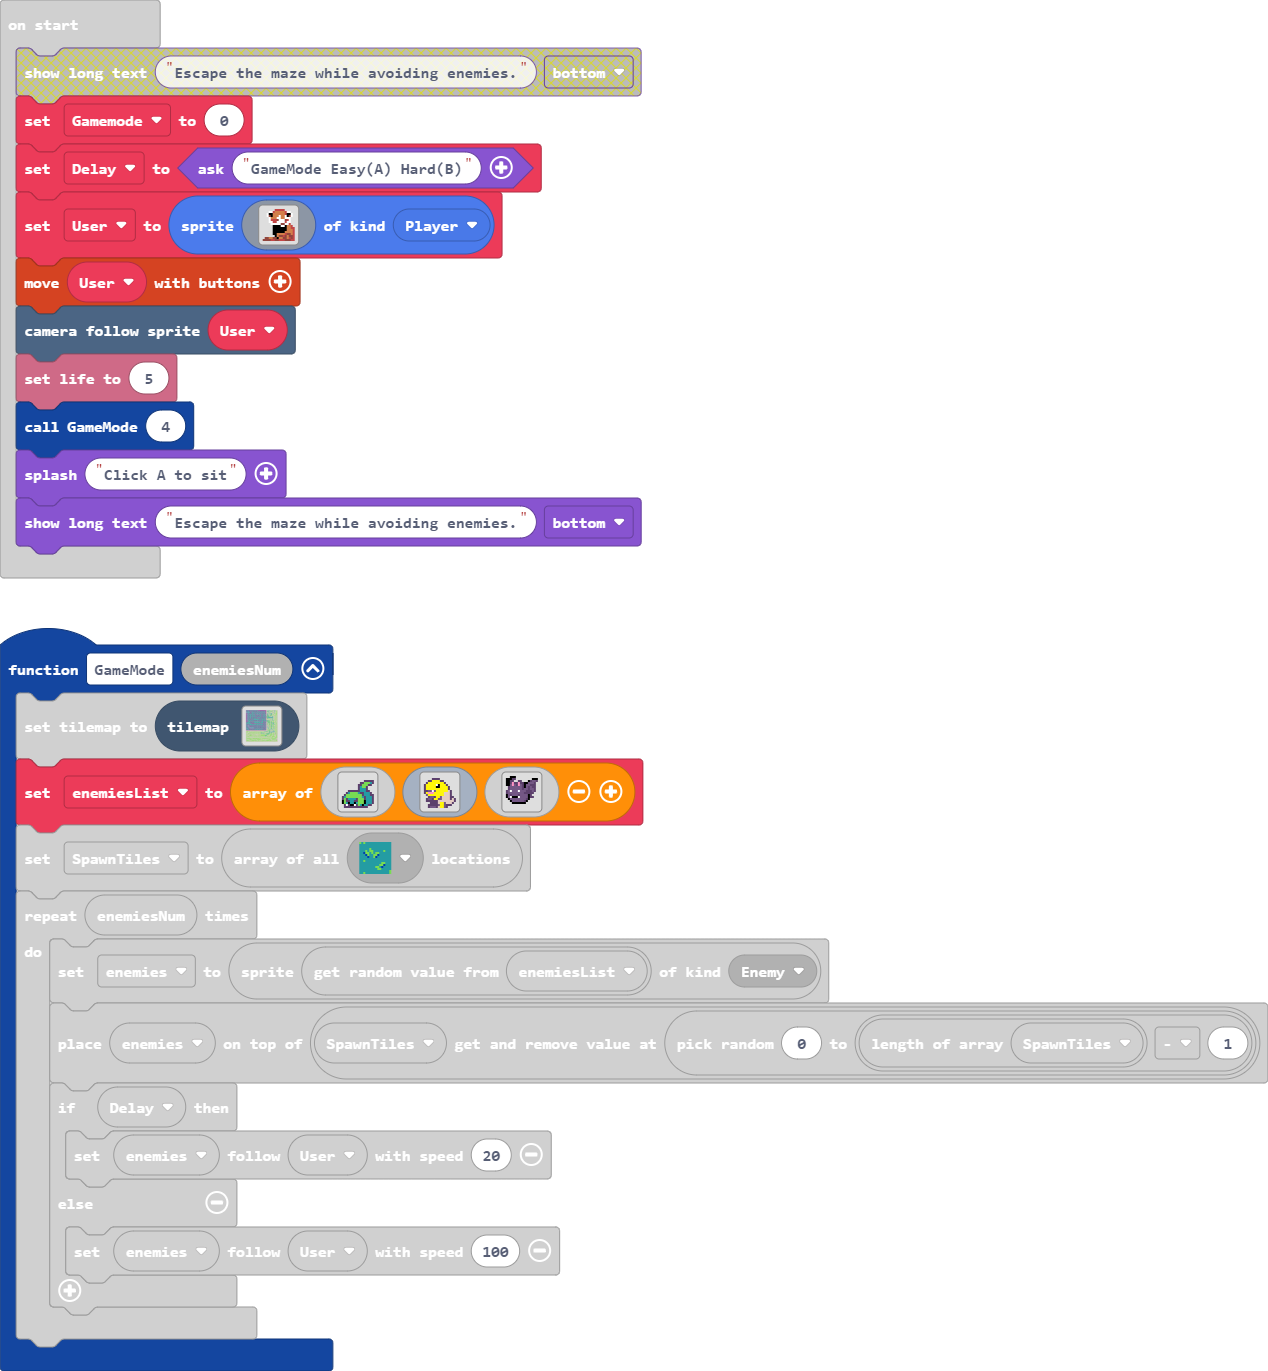 on start
show long text "Escape the maze while avoiding enemies." bottom
set Gamemode to 0
set Delay to ask "GameMode Easy(A) Hard(B)"
set User to sprite of kind Player
move User with buttons
camera follow sprite User
set life to 5
call GameMode 4
splash "Click A to sit"
show long text "Escape the maze while avoiding enemies." bottom
function GameMode enemiesNum
set tilemap to tilemap
set enemiesList to array of
set SpawnTiles to array of all locations
repeat enemiesNum times
do
set enemies to sprite get random value from enemiesList of kind Enemy
place enemies on top of SpawnTiles get and remove value at pick random 0 to length of array SpawnTiles - 1
if Delay then
set enemies follow User with speed 20
else
set enemies follow User with speed 100